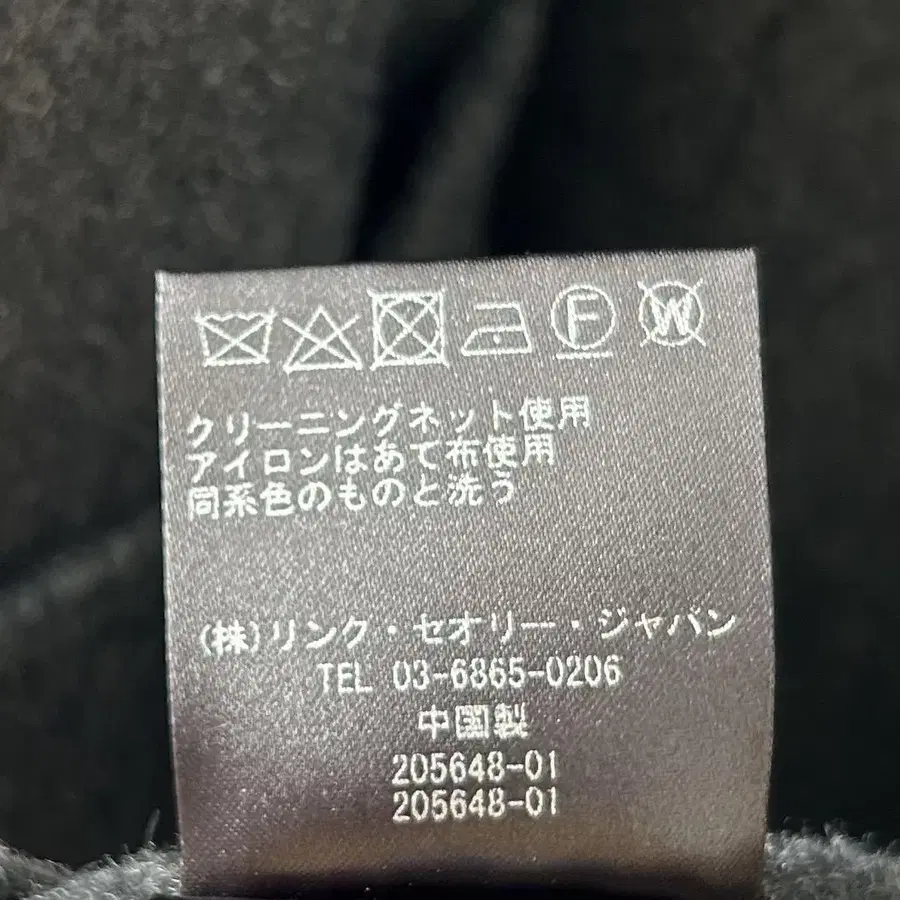 F W
クリーニングネット使用
アイロンはあて布使用
同系色のものと洗う
(株)リンク・セオリー・ジャパン
TEL 03-6865-0206
中国製
205648-01
205648-01